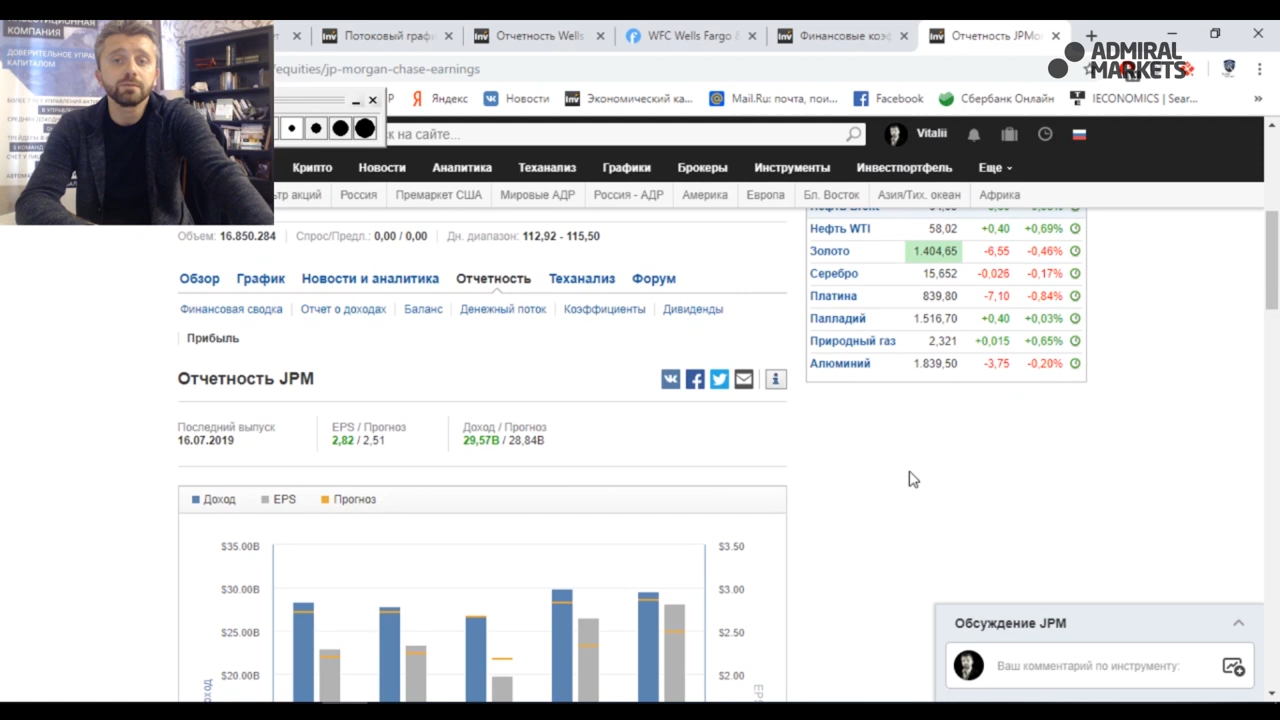 КОМПАНИЯ
ДОВЕРИТЕЛЬНОЕ УПРАВ
КАПИТАЛОМ
Потоковый граф
Отчетность Wells
WFC Wells Fargo &
Финансовые коэф
Отчетность JPMo
ADMIRAL
MARKETS
/equities/jp-morgan-chase-earnings
Яндекс
Новости
Экономический ка...
Mail.Ru: почта, пои...
Facebook
Сбербанк Онлайн
IECONOMICS | Sear...
»
к на сайте...
Vitalii
Крипто
Новости
Аналитика
Теханализ
Графики
Брокеры
Инструменты
Инвестпортфель
Еще
тр акций
Россия
Премаркет США
Мировые АДР
Россия - АДР
Америка
Европа
Бл. Восток
Азия/Тих. океан
Африка
Объем: 16.850.284
Спрос/Предл.: 0,00 / 0,00
Дн. диапазон: 112,92 - 115,50
Нефть WTI 58,02 +0,40 +0,69%
Золото 1.404,65 -6,55 -0,46%
Серебро 15,652 -0,026 -0,17%
Платина 839,80 -7,10 -0,84%
Палладий 1.516,70 +0,40 +0,03%
Природный газ 2,321 +0,015 +0,65%
Алюминий 1.839,50 -3,75 -0,20%
Обзор
График
Новости и аналитика
Отчетность
Теханализ
Форум
Финансовая сводка
Отчет о доходах
Баланс
Денежный поток
Коэффициенты
Дивиденды
Прибыль
Отчетность JPM
Последний выпуск
16.07.2019
EPS / Прогноз
2,82 / 2,51
Доход / Прогноз
29,57B / 28,84B
Доход
EPS
Прогноз
$35.00B
$30.00B
$25.00B
$20.00B
$3.50
$3.00
$2.50
$2.00
EPS
Обсуждение JPM
Ваш комментарий по инструменту: